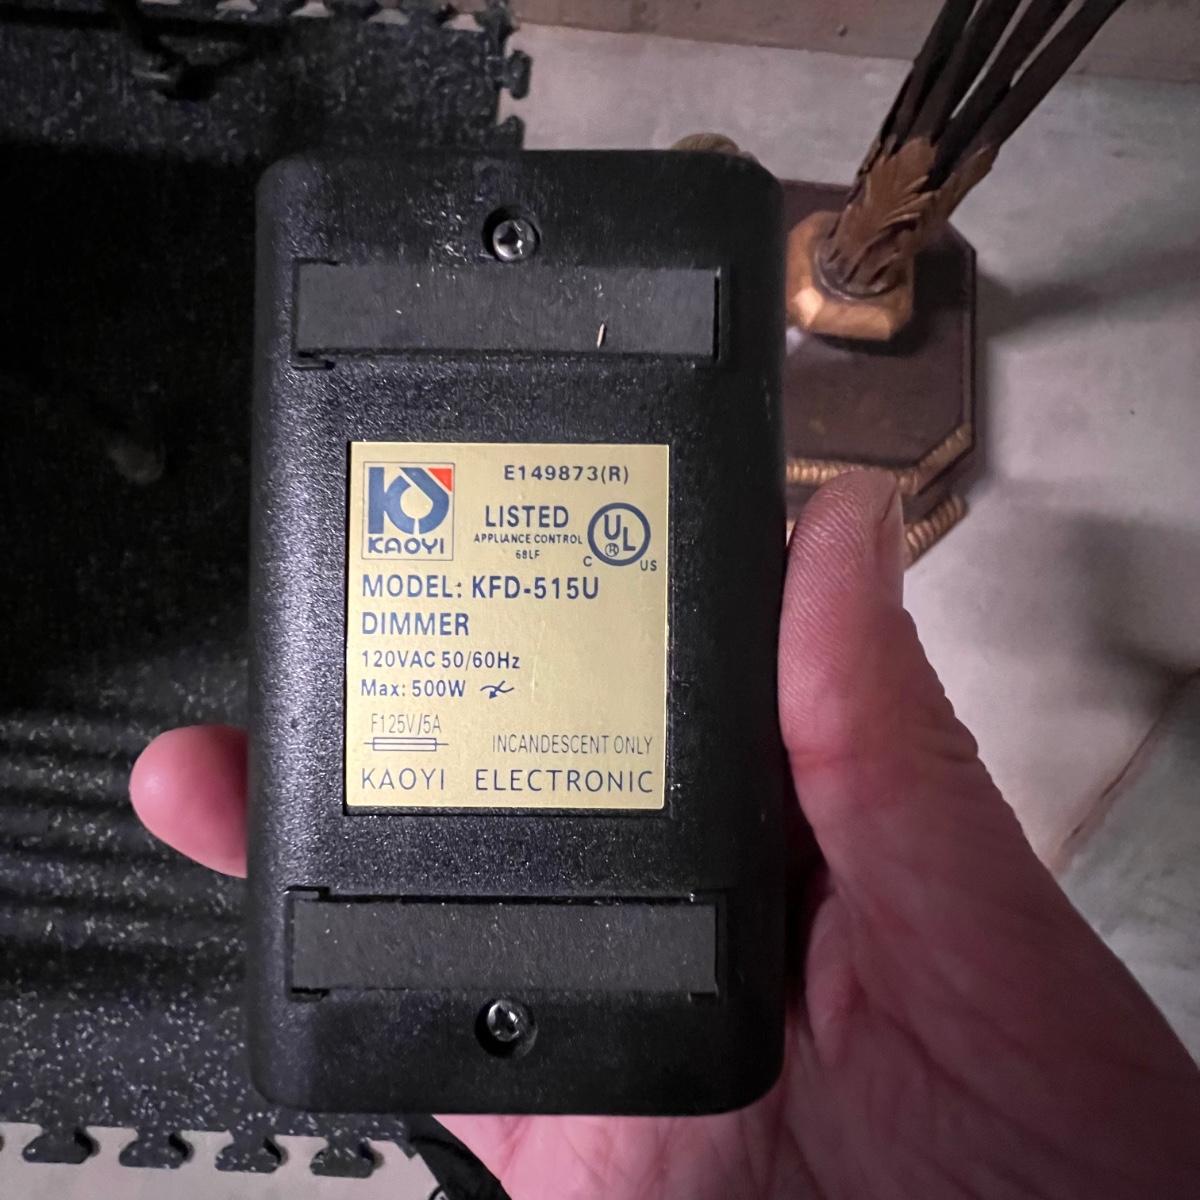 E149873(R)
KAOYI
LISTED
APPLIANCE CONTROL
68LF
UL
®
C US
MODEL: KFD-515U
DIMMER
120VAC 50/60Hz
Max: 500W
F125V/5A
INCANDESCENT ONLY
KAOYI ELECTRONIC